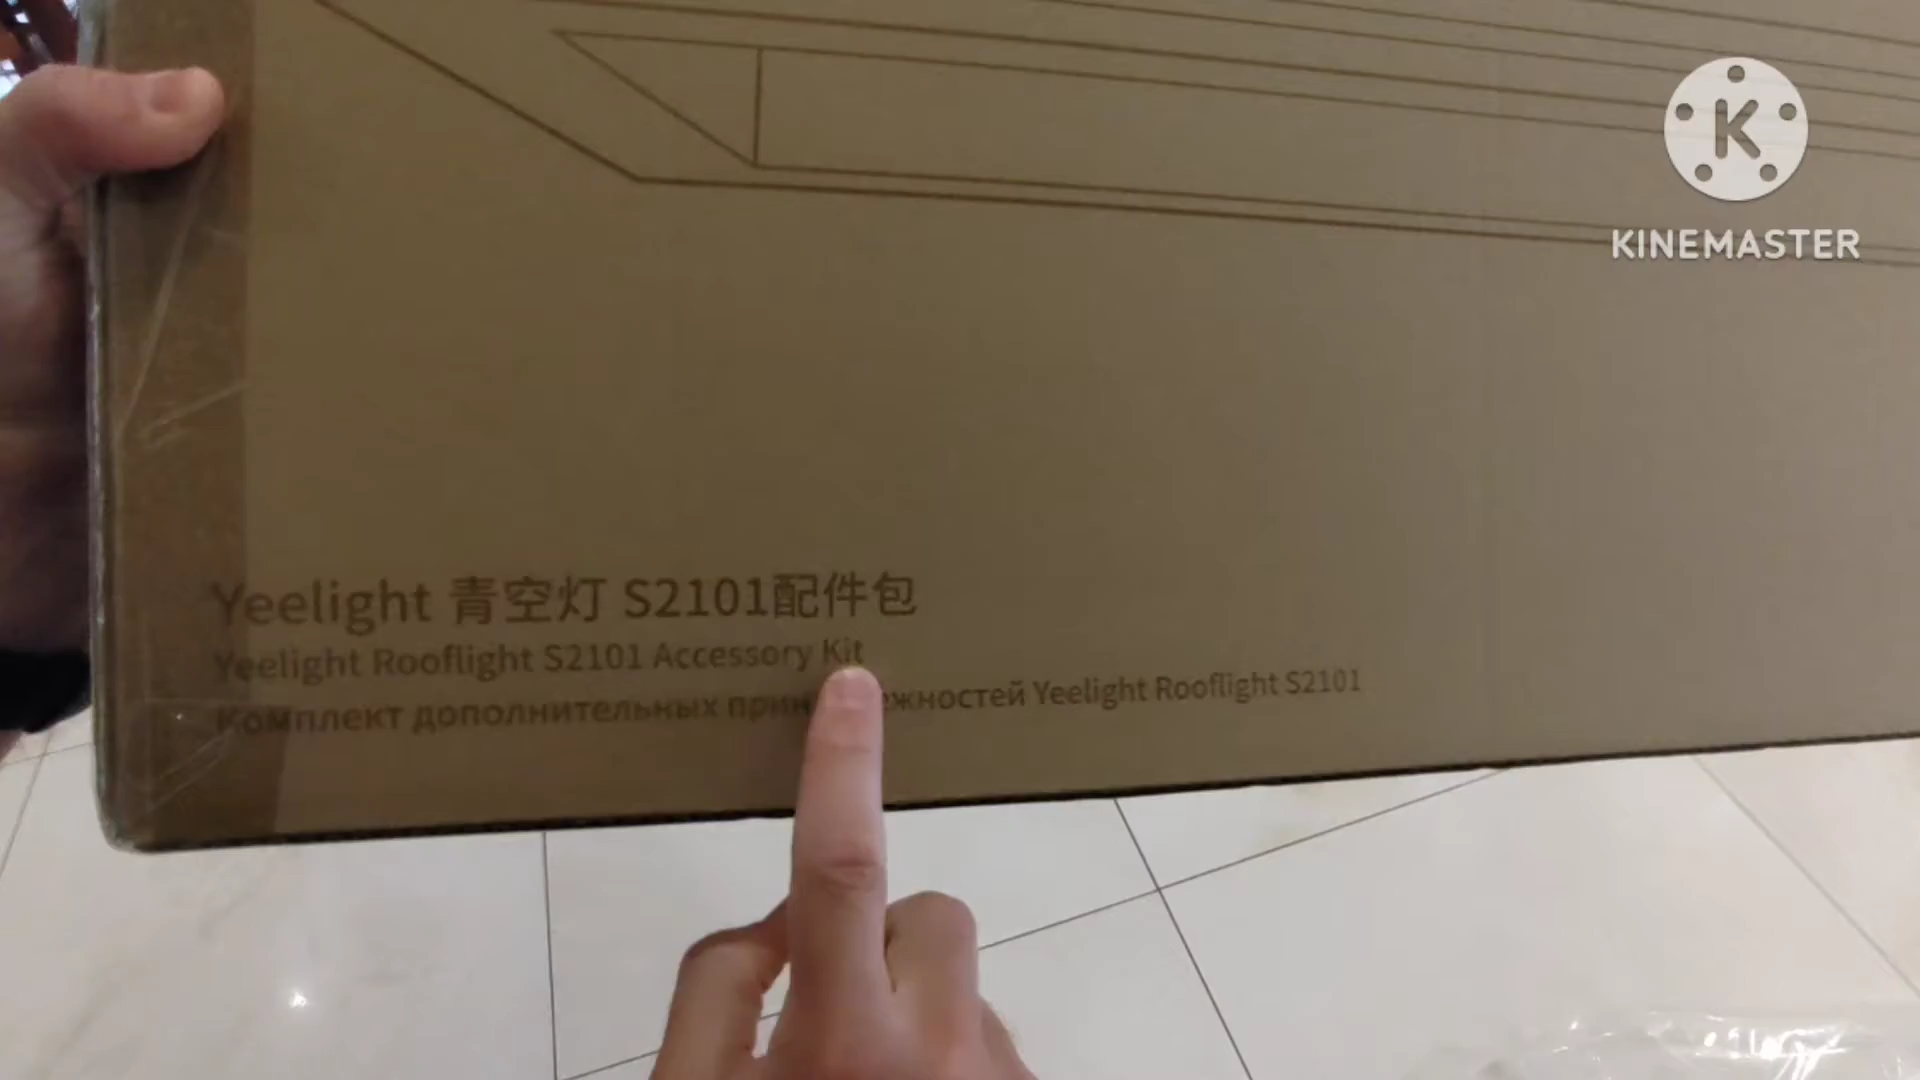 K
KINEMASTER
Yeelight 青空灯 S2101配件包
Yeelight Rooflight S2101 Accessory Kit
Комплект дополнительных Yeelight Rooflight S2101